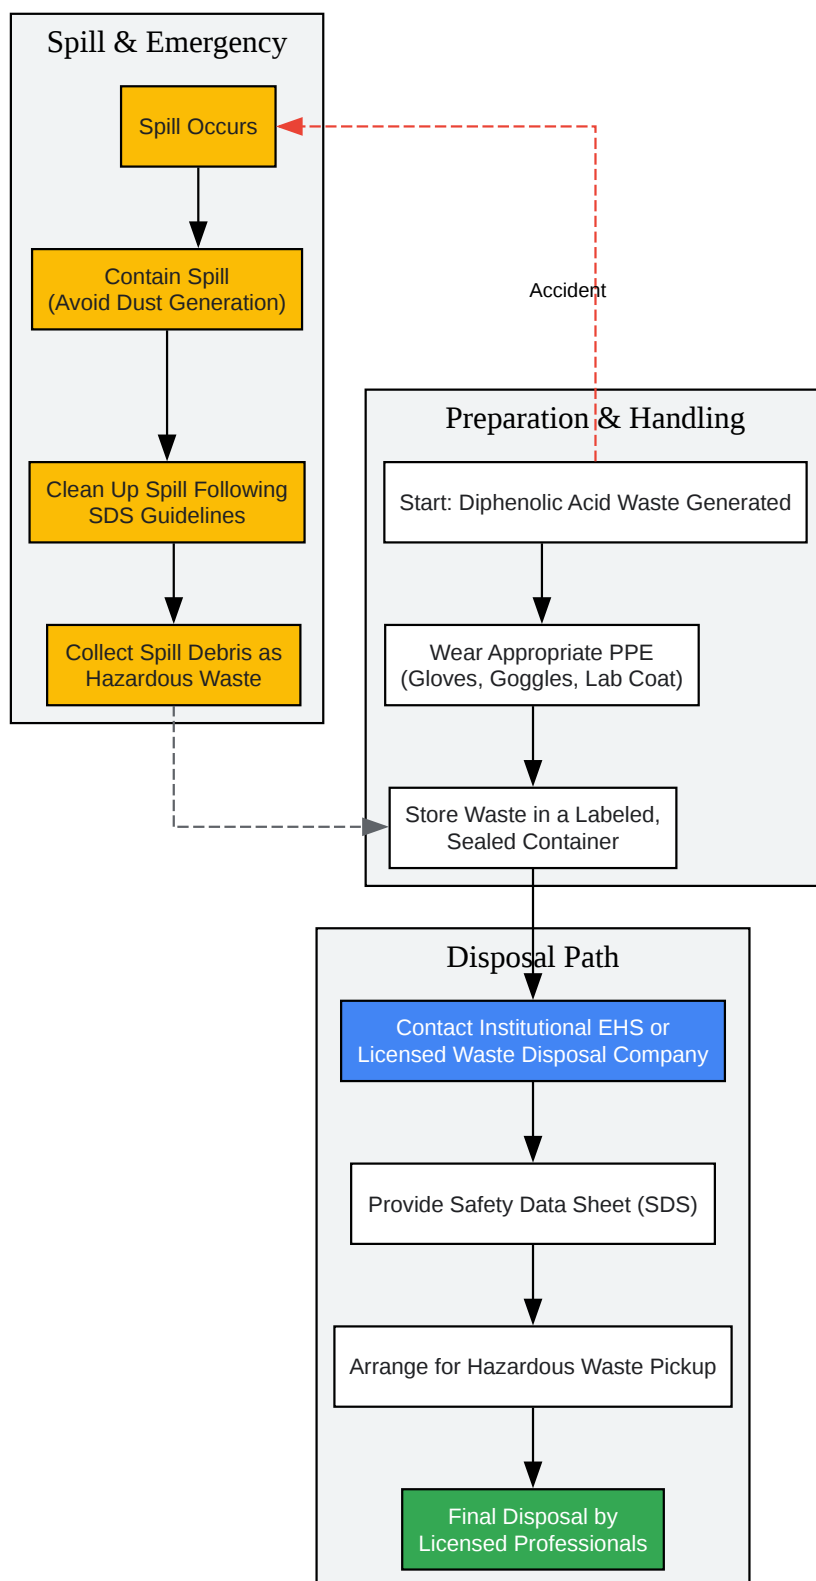 Spill & Emergency
Spill Occurs
Contain Spill
(Avoid Dust Generation)
Clean Up Spill Following
SDS Guidelines
Collect Spill Debris as
Hazardous Waste
Accident
Preparation & Handling
Start: Diphenolic Acid Waste Generated
Wear Appropriate PPE
(Gloves, Goggles, Lab Coat)
Store Waste in a Labeled,
Sealed Container
Disposal Path
Contact Institutional EHS or
Licensed Waste Disposal Company
Provide Safety Data Sheet (SDS)
Arrange for Hazardous Waste Pickup
Final Disposal by
Licensed Professionals